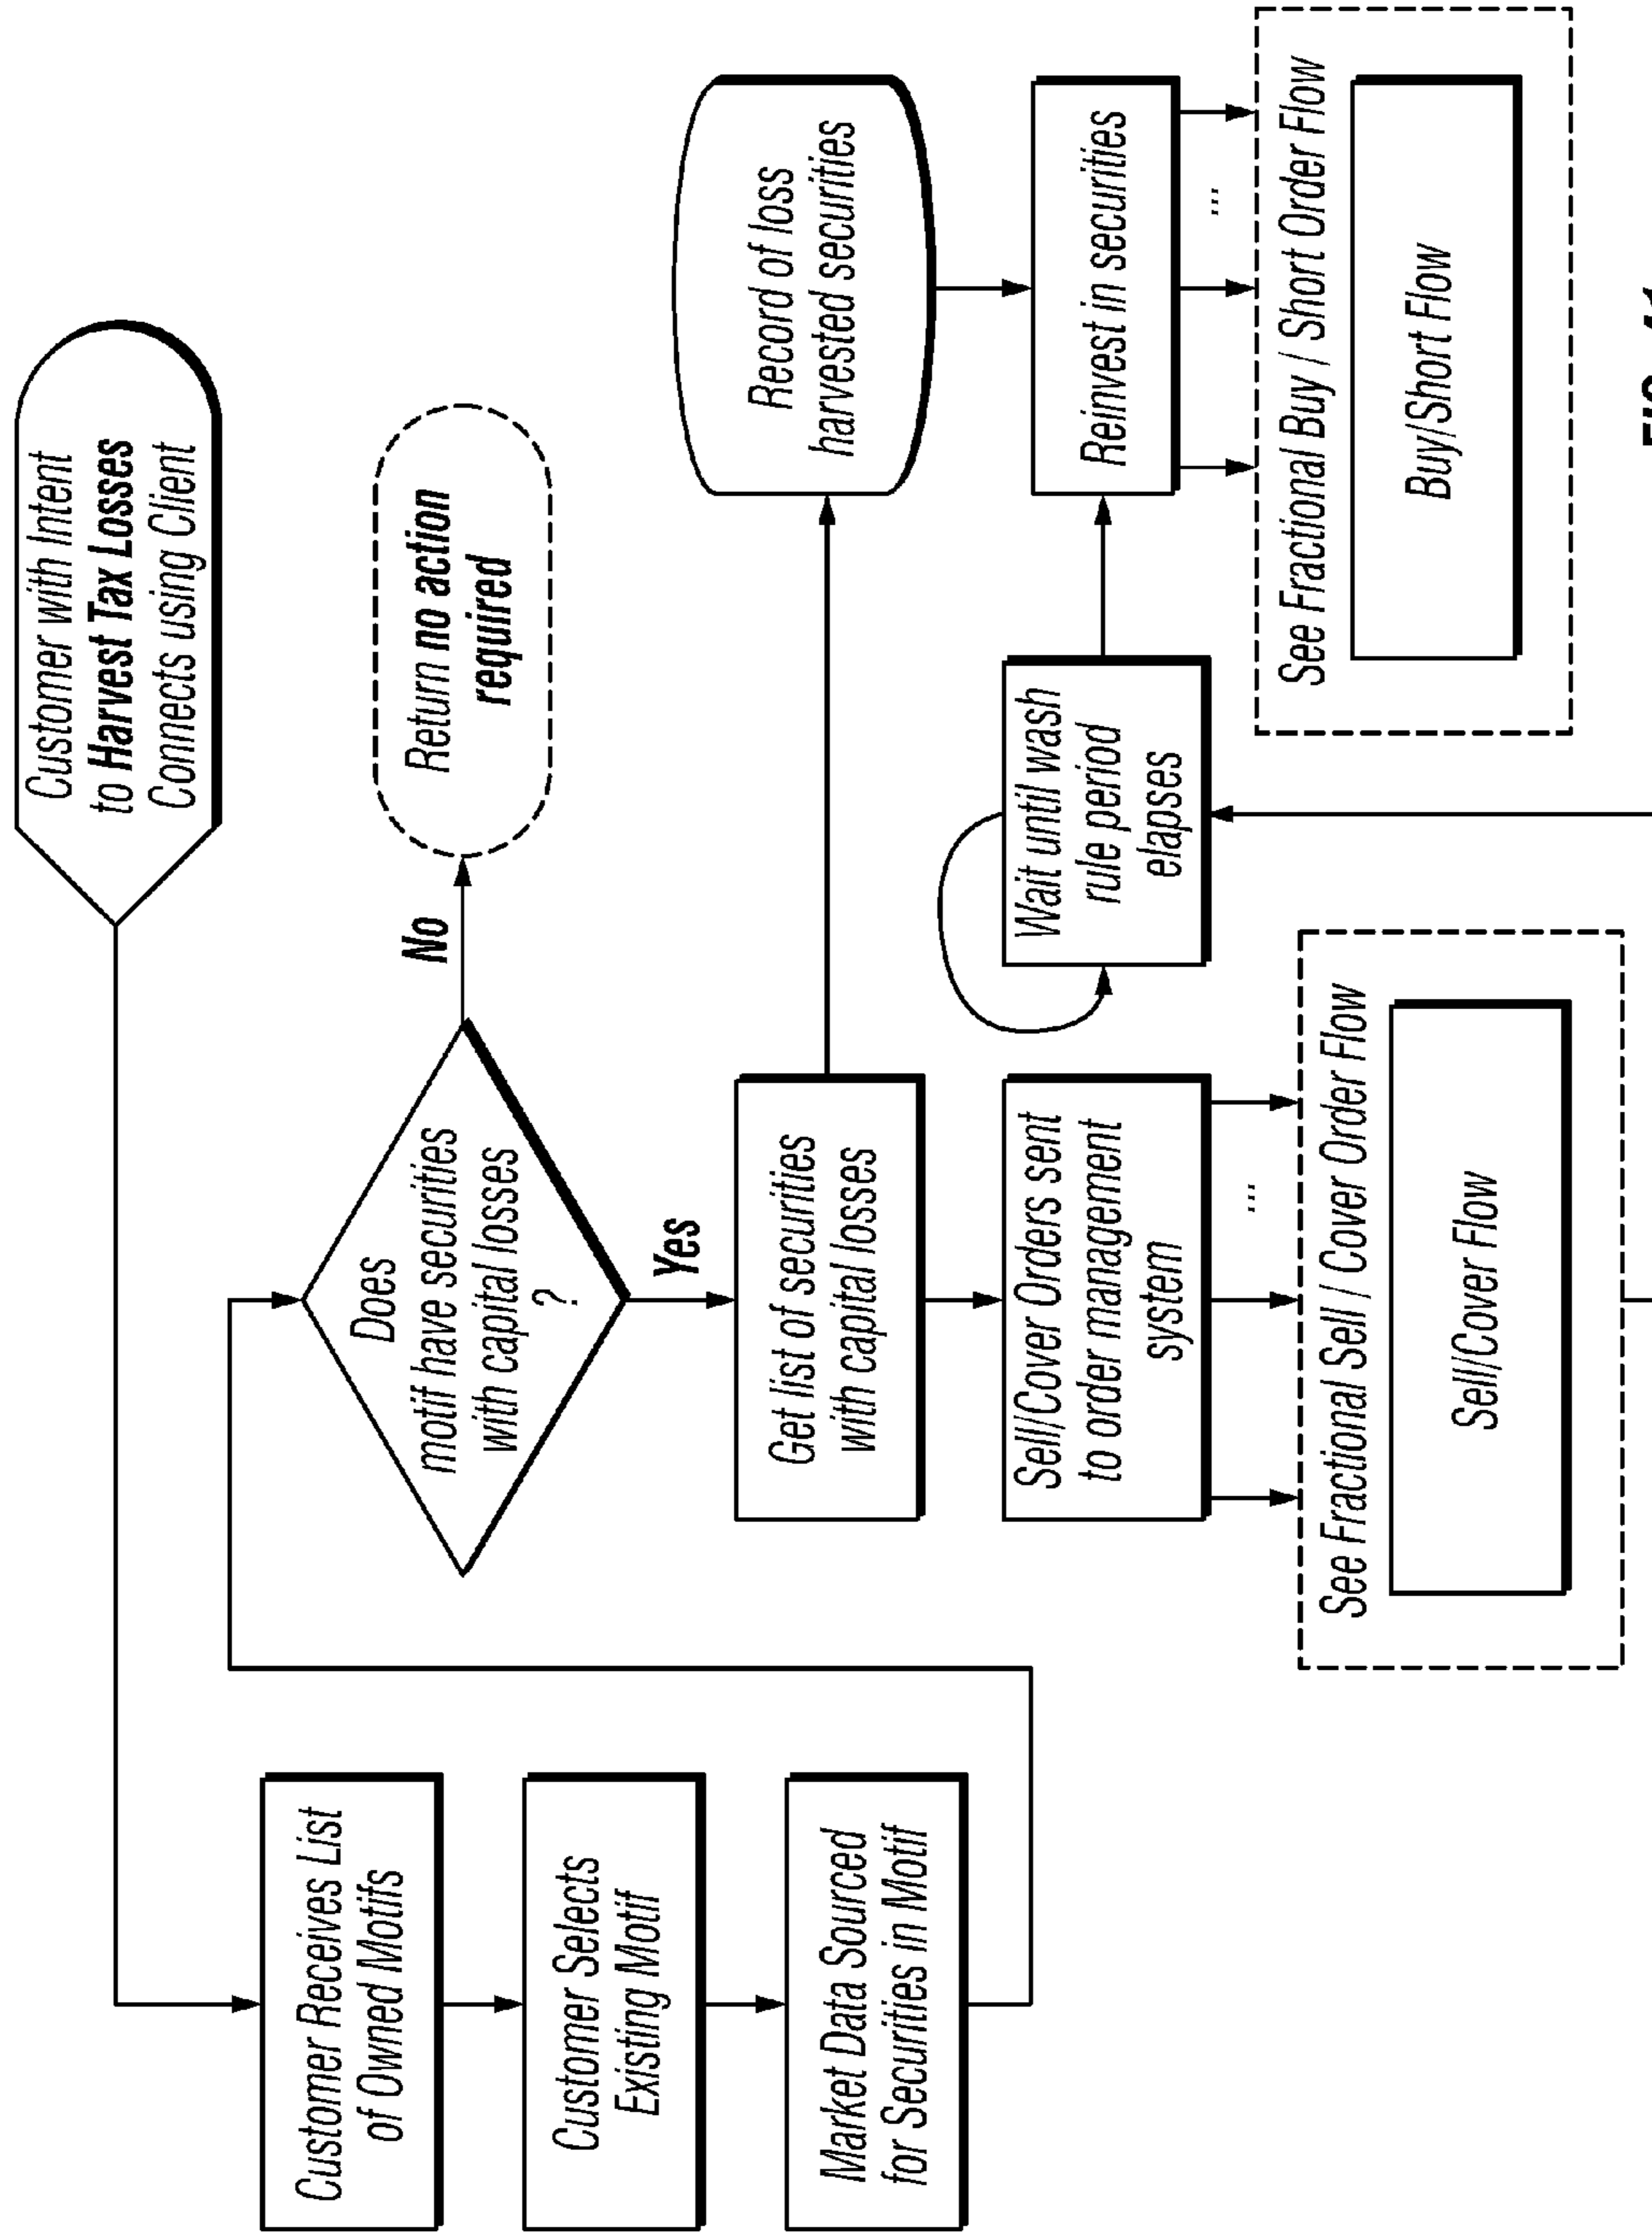 Customer with Intent
to Harvest Tax Losses
Connects using Client
Customer Receives List
of Owned Motifs
Customer Selects
Existing Motif
Market Data Sourced
for Securities in Motif
Does
motif have securities
with capital losses
?
No
Return no action
required
Yes
Get list of securities
with capital losses
Record of loss
harvested securities
Sell/Cover Orders sent
to order management
system
...
See Fractional Sell / Cover Order Flow
Sell/Cover Flow
Wait until wash
rule period
elapses
Reinvest in securities
...
See Fractional Buy / Short Order Flow
Buy/Short Flow